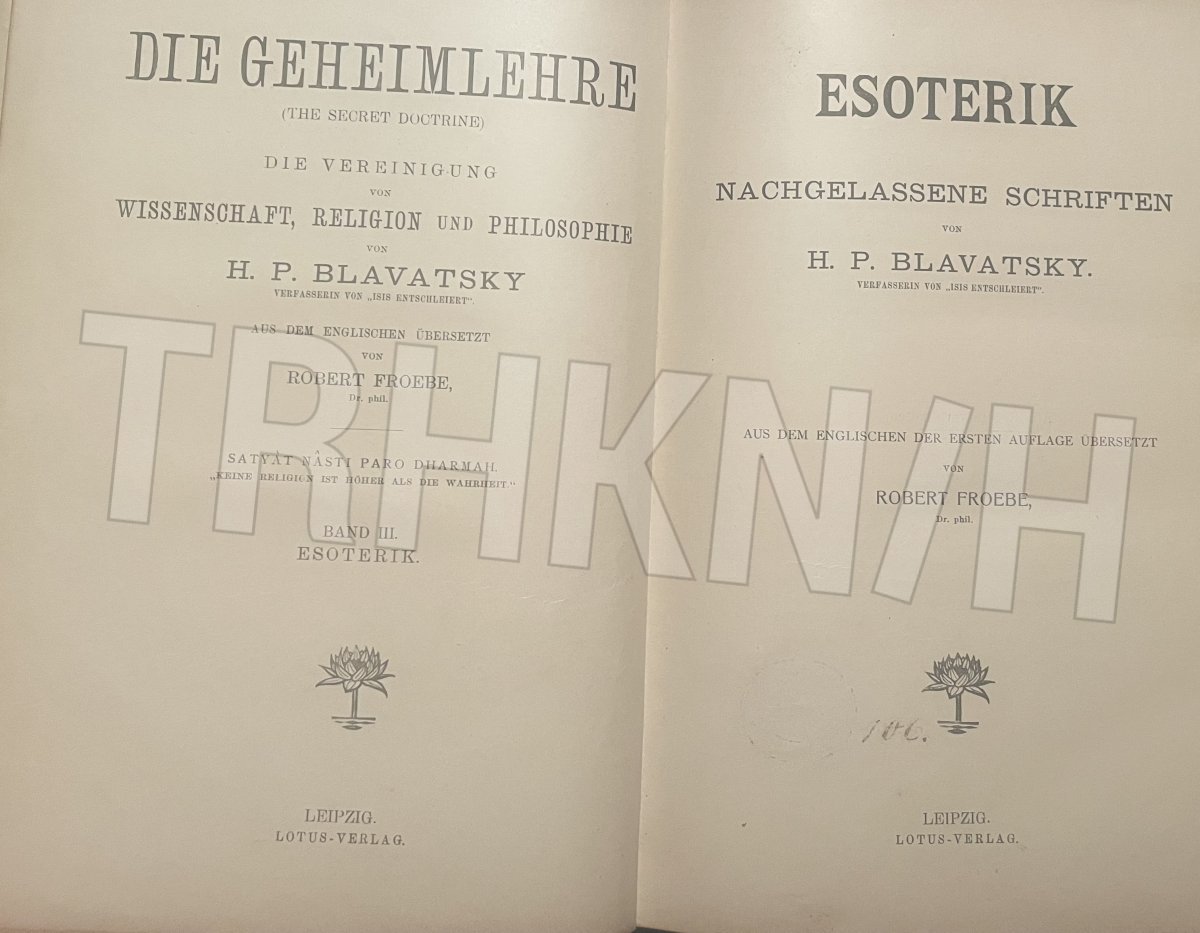 DIE GEHEIMLEHRE
(THE SECRET DOCTRINE)
DIE VEREINIGUNG
VON
WISSENSCHAFT, RELIGION UND PHILOSOPHIE
VON
H. P. BLAVATSKY
VERFASSERIN VON „ISIS ENTSCHLEIERT“.
AUS DEM ENGLISCHEN ÜBERSETZT
VON
ROBERT FROEBE,
Dr. phil.
SATYÂT NÂSTI PARO DHARMAH.
„KEINE RELIGION IST HÖHER ALS DIE WAHRHEIT.“
BAND III.
ESOTERIK.
LEIPZIG.
LOTUS-VERLAG.
ESOTERIK
NACHGELASSENE SCHRIFTEN
VON
H. P. BLAVATSKY.
VERFASSERIN VON „ISIS ENTSCHLEIERT“.
AUS DEM ENGLISCHEN DER ERSTEN AUFLAGE ÜBERSETZT
VON
ROBERT FROEBE,
Dr. phil.
106.
LEIPZIG.
LOTUS-VERLAG.
TRHKN/H